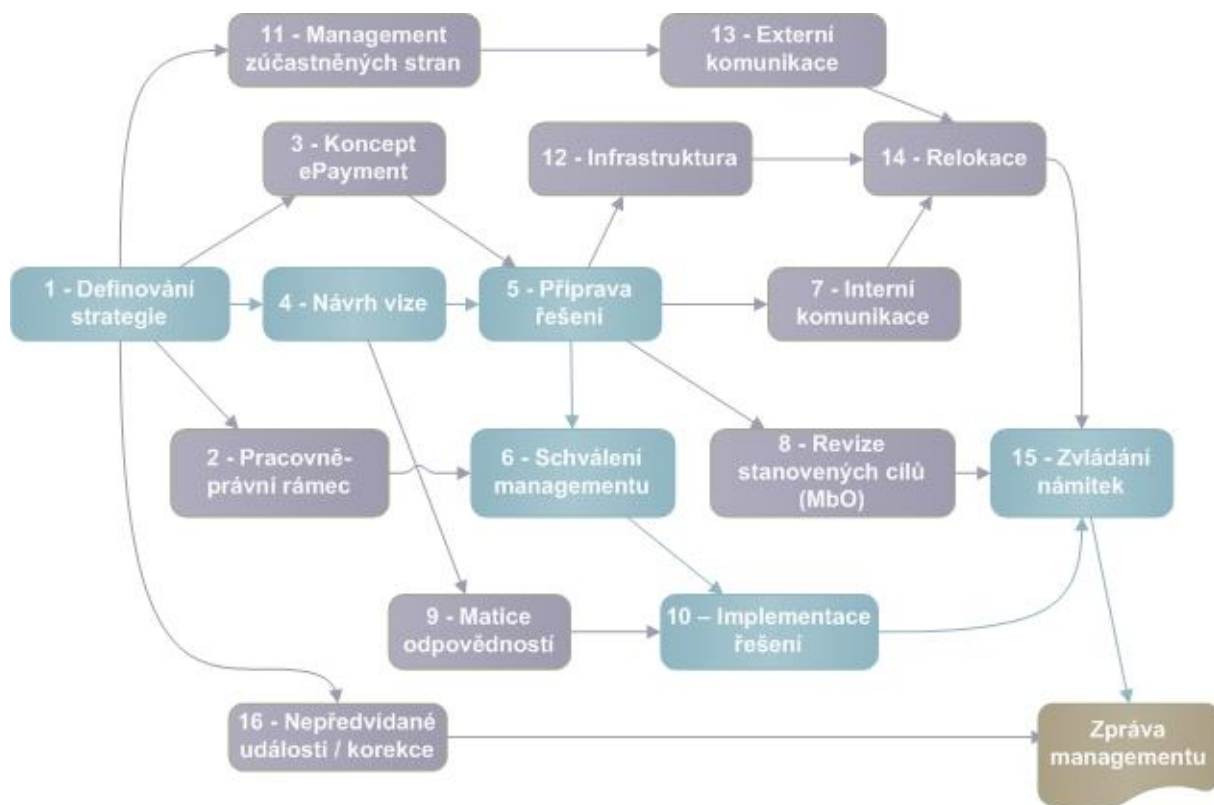 11 - Management
zúčastněných stran
13 - Externí
komunikace
3 - Koncept
ePayment
12 - Infrastruktura
14 - Relokace
1 - Definování
strategie
4 - Návrh vize
5 - Příprava
řešení
7 - Interní
komunikace
2 - Pracovně-
právní rámec
6 - Schválení
managementu
8 - Revize
stanovených cílů
(MbO)
15 - Zvládání
námitek
9 - Matice
odpovědností
10 – Implementace
řešení
16 - Nepředvídané
události / korekce
Zpráva
managementu